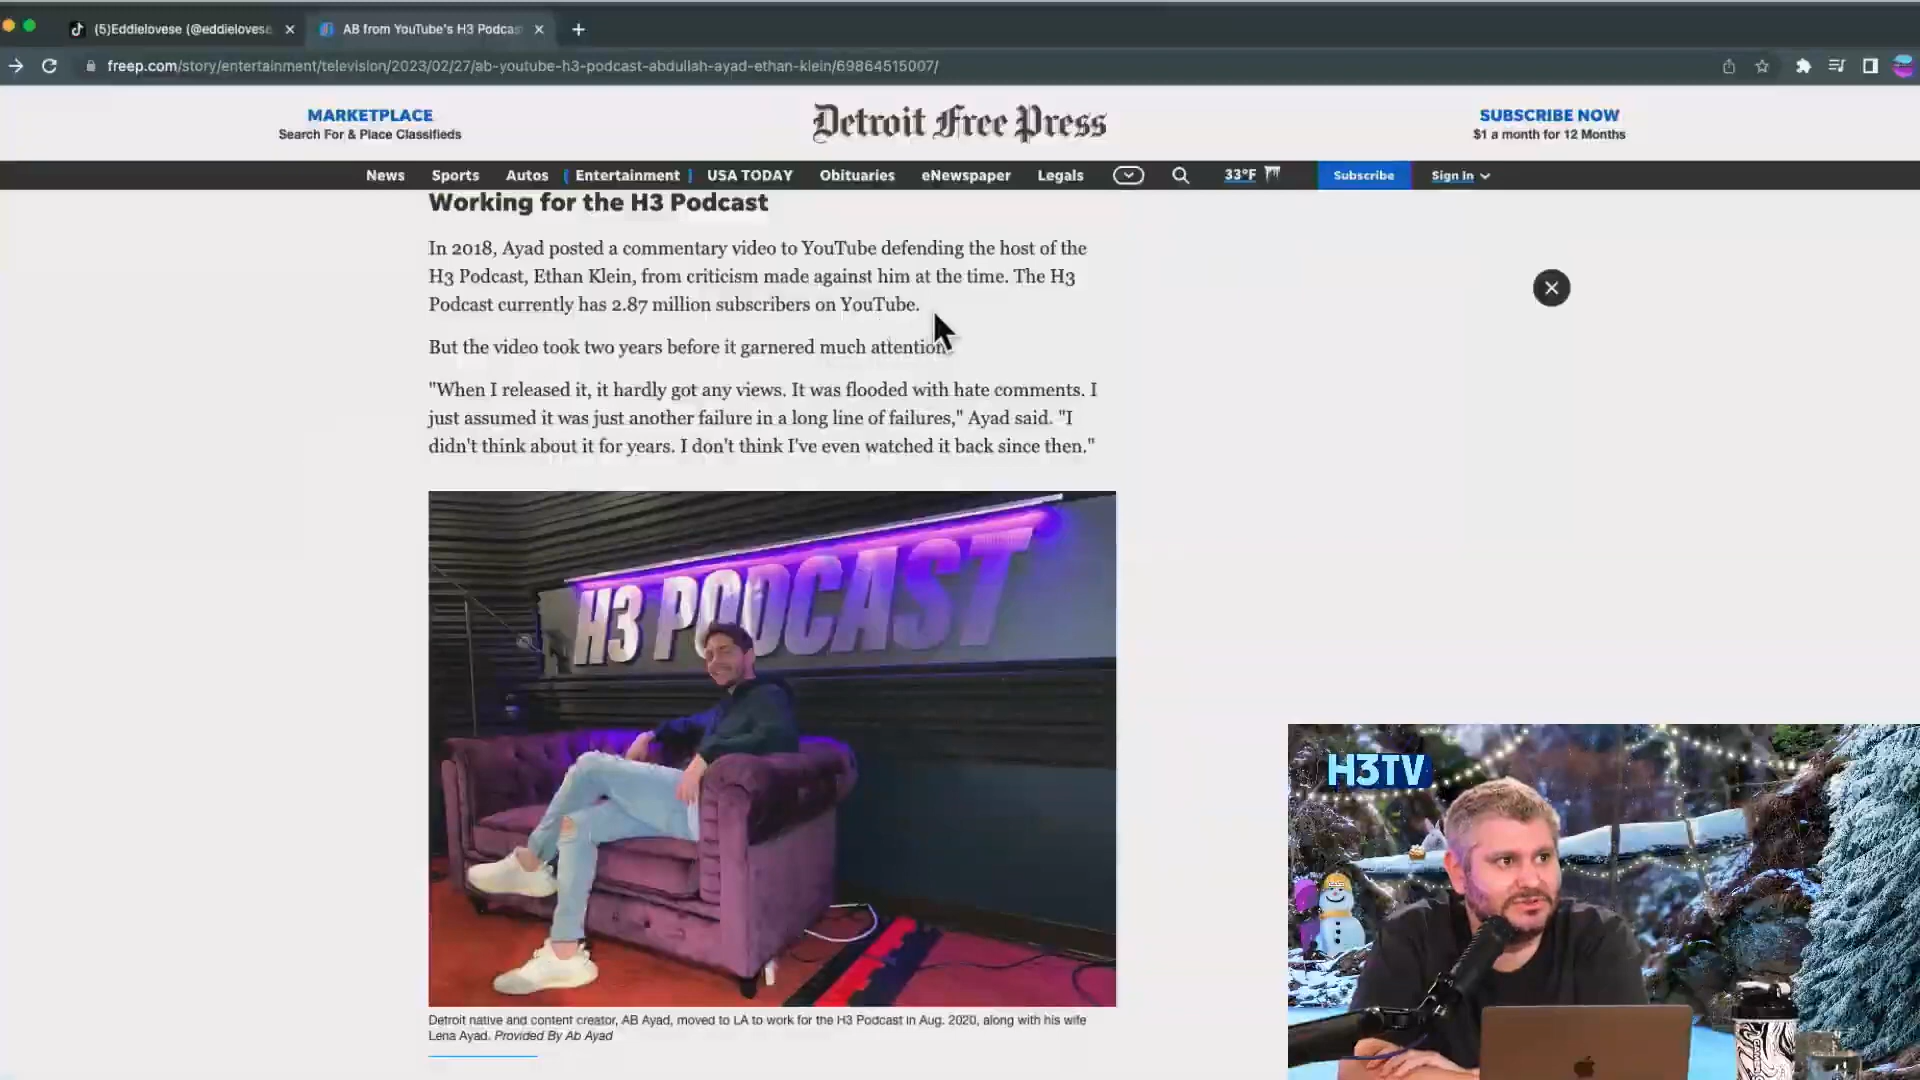 (5)Eddielovese (@eddielovese
AB from YouTube's H3 Podcas
freep.com/story/entertainment/television/2023/02/27/ab-youtube-h3-podcast-abdullah-ayad-ethan-klein/69864515007/
MARKETPLACE
Search For & Place Classifieds
Detroit Free Press
SUBSCRIBE NOW
$1 a month for 12 Months
News Sports Autos Entertainment USA TODAY Obituaries eNewspaper Legals 33°F Subscribe Sign In
Working for the H3 Podcast
In 2018, Ayad posted a commentary video to YouTube defending the host of the
H3 Podcast, Ethan Klein, from criticism made against him at the time. The H3
Podcast currently has 2.87 million subscribers on YouTube.
But the video took two years before it garnered much attention.
"When I released it, it hardly got any views. It was flooded with hate comments. I
just assumed it was just another failure in a long line of failures," Ayad said. "I
didn't think about it for years. I don't think I've even watched it back since then."
H3 PODCAST
Detroit native and content creator, AB Ayad, moved to LA to work for the H3 Podcast in Aug. 2020, along with his wife
Lena Ayad. Provided By Ab Ayad
H3TV